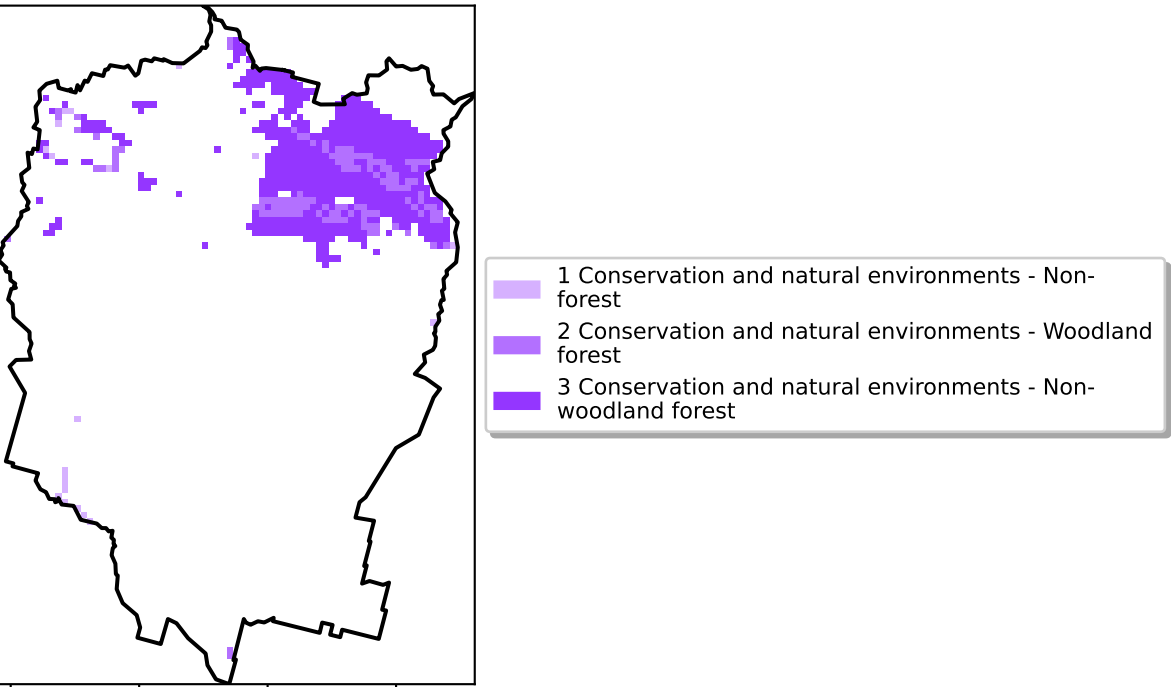 1 Conservation and natural environments - Non-
forest
2 Conservation and natural environments - Woodland
forest
3 Conservation and natural environments - Non-
woodland forest